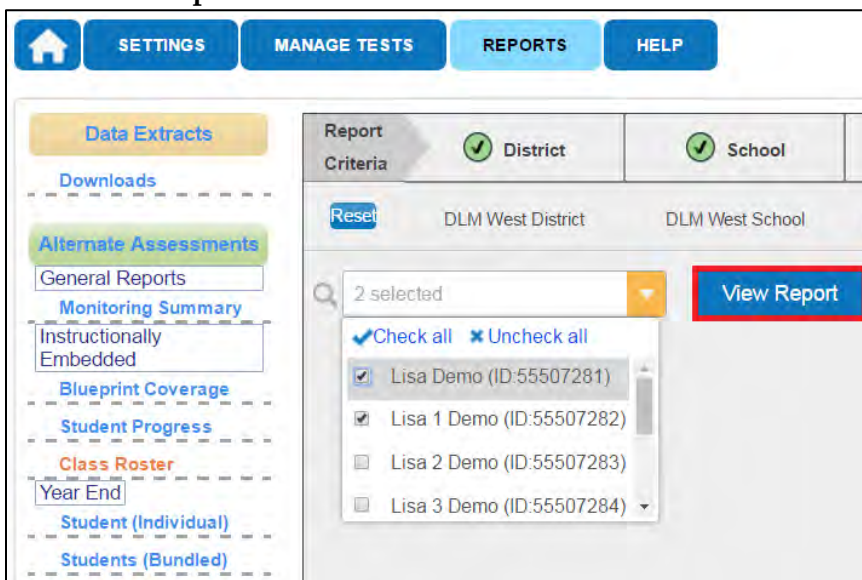 SETTINGS
MANAGE TESTS
REPORTS
HELP
Data Extracts
Downloads
Alternate Assessments
General Reports
Monitoring Summary
Instructionally
Embedded
Blueprint Coverage
Student Progress
Class Roster
Year End
Student (Individual)
Students (Bundled)
Report
Criteria
District
School
Reset
DLM West District
DLM West School
2 selected
View Report
Check all
Uncheck all
Lisa Demo (ID:55507281)
Lisa 1 Demo (ID:55507282)
Lisa 2 Demo (ID:55507283)
Lisa 3 Demo (ID:55507284)